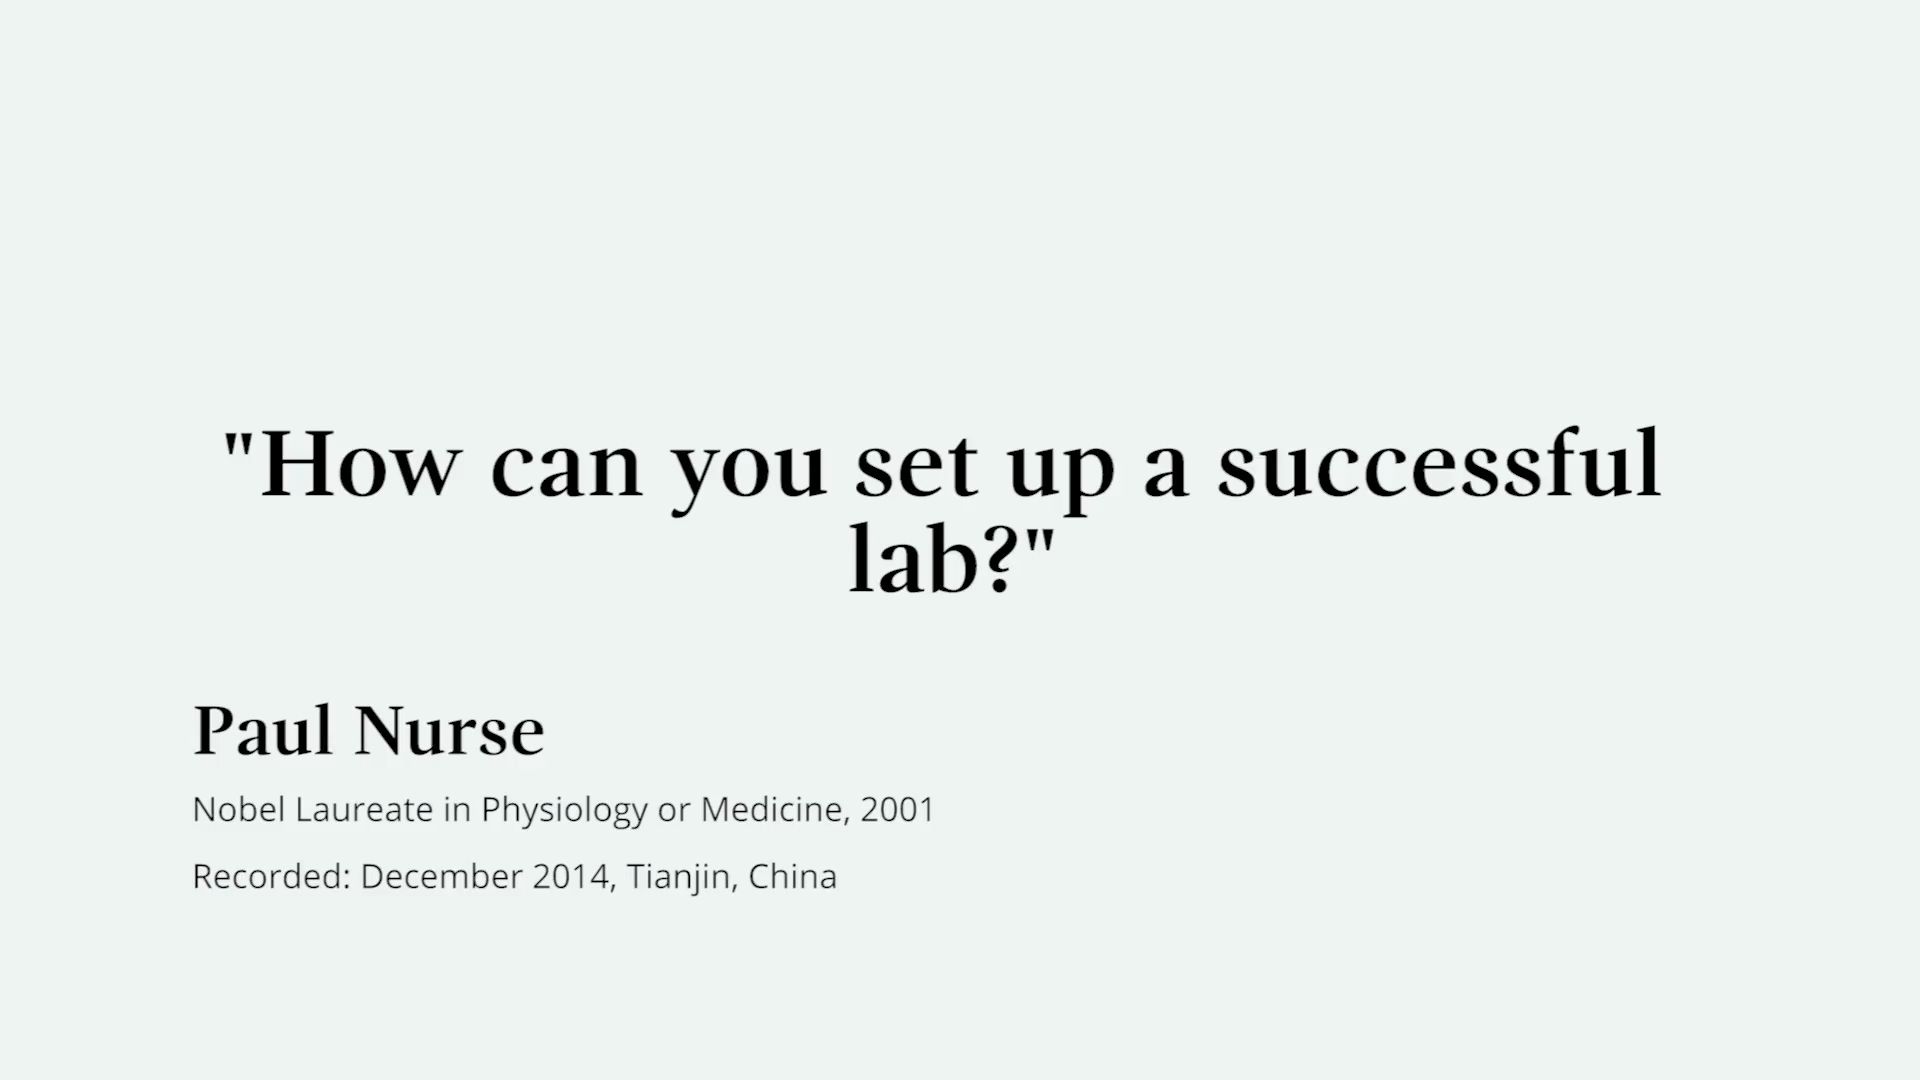 "How can you set up a successful
lab?"
Paul Nurse
Nobel Laureate in Physiology or Medicine, 2001
Recorded: December 2014, Tianjin, China